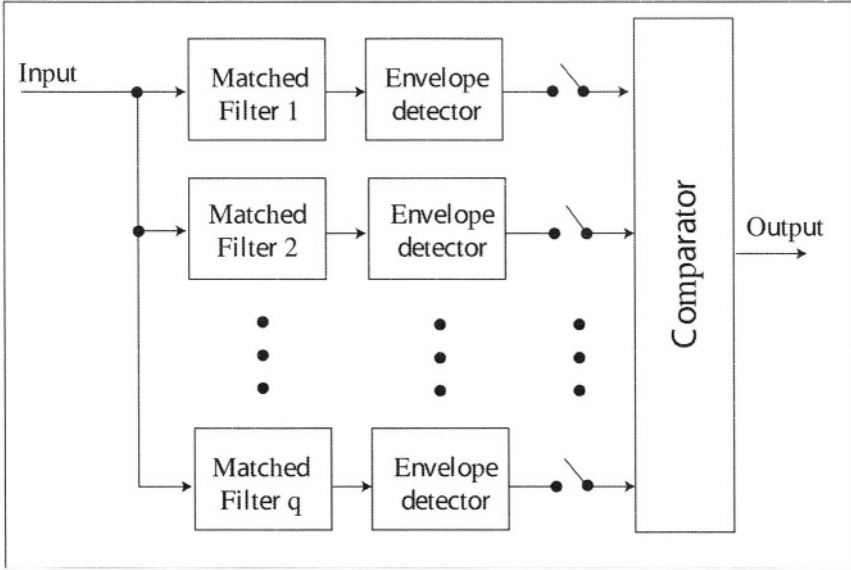 Input
Matched
Filter 1
Envelope
detector
Matched
Filter 2
Envelope
detector
Matched
Filter q
Envelope
detector
Comparator
Output